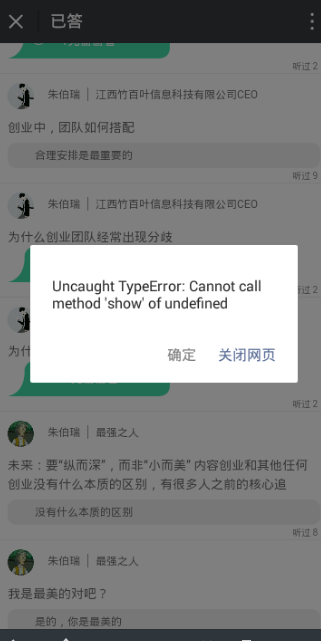 已答
听过 2
朱伯瑞 | 江西竹百叶信息科技有限公司CEO
创业中，团队如何搭配
合理安排是最重要的
听过 9
朱伯瑞 | 江西竹百叶信息科技有限公司CEO
为什么创业团队经常出现分歧
听过 2
Uncaught TypeError: Cannot call
method 'show' of undefined
确定
关闭网页
为什
听过 2
朱伯瑞 | 最强之人
未来：要“纵而深”，而非“小而美” 内容创业和其他任何
创业没有什么本质的区别，有很多人之前的核心追
没有什么本质的区别
听过 8
朱伯瑞 | 最强之人
我是最美的对吧？
是的，你是最美的